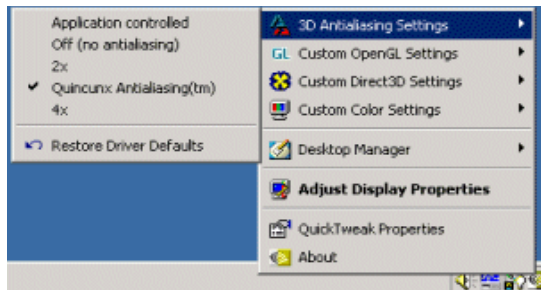 Application controlled
Off (no antialiasing)
2x
Quincunx Antialiasing(tm)
4x
Restore Driver Defaults
3D Antialiasing Settings
GL Custom OpenGL Settings
Custom Direct3D Settings
Custom Color Settings
Desktop Manager
Adjust Display Properties
QuickTweak Properties
About